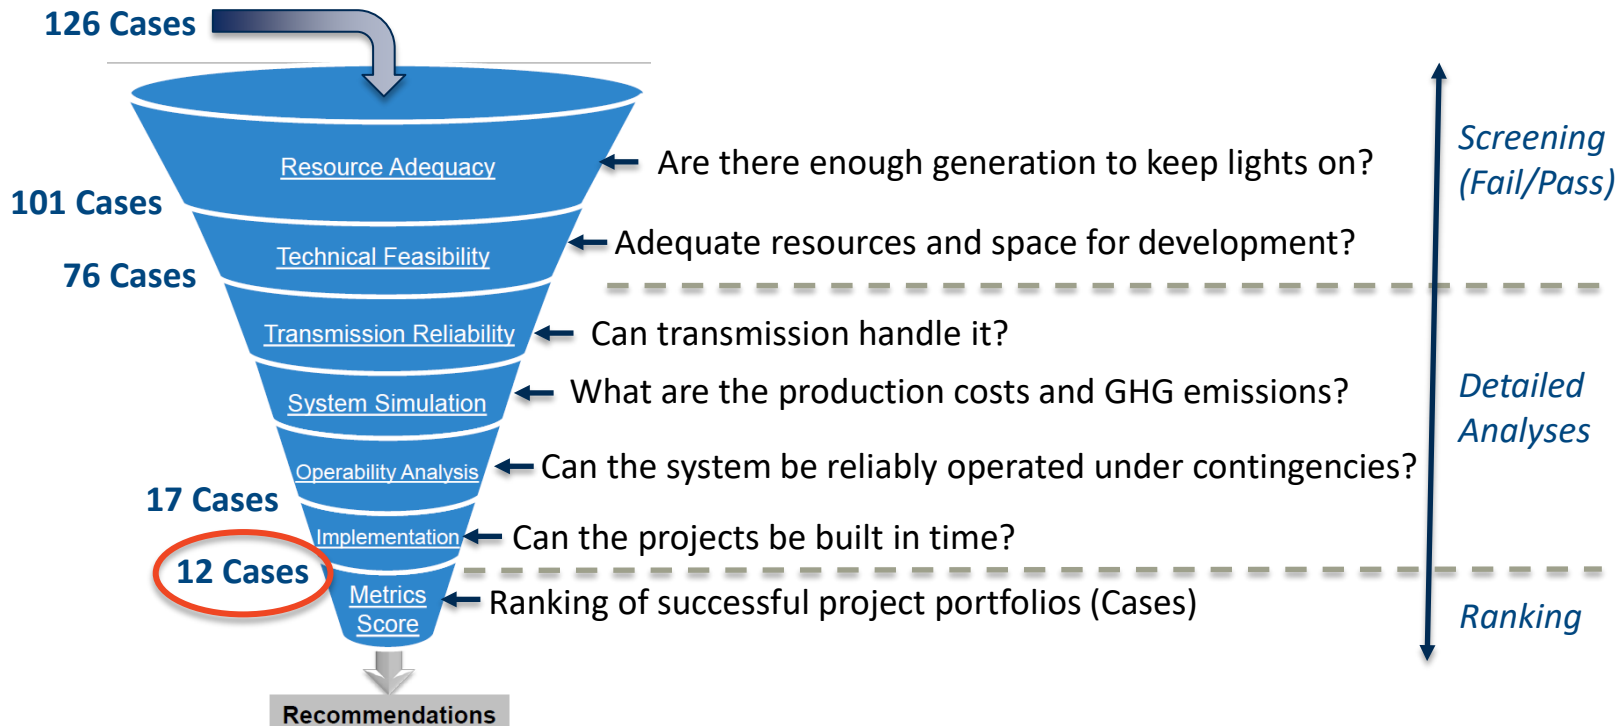 126 Cases
Resource Adequacy
Are there enough generation to keep lights on?
Screening
(Fail/Pass)
101 Cases
Technical Feasibility
Adequate resources and space for development?
76 Cases
Transmission Reliability
Can transmission handle it?
System Simulation
What are the production costs and GHG emissions?
Detailed
Analyses
Operability Analysis
Can the system be reliably operated under contingencies?
17 Cases
Implementation
Can the projects be built in time?
12 Cases
Metrics
Score
Ranking of successful project portfolios (Cases)
Ranking
Recommendations